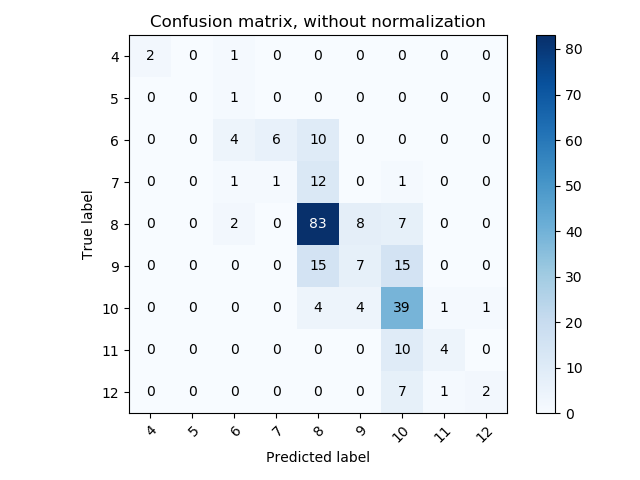 Confusion matrix, without normalization
True label
4 2 0 1 0 0 0 0 0 0
5 0 0 1 0 0 0 0 0 0
6 0 0 4 6 10 0 0 0 0
7 0 0 1 1 12 0 1 0 0
8 0 0 2 0 83 8 7 0 0
9 0 0 0 0 15 7 15 0 0
10 0 0 0 0 4 4 39 1 1
11 0 0 0 0 0 0 10 4 0
12 0 0 0 0 0 0 7 1 2
4 5 6 7 8 9 10 11 12
Predicted label
80
70
60
50
40
30
20
10
0